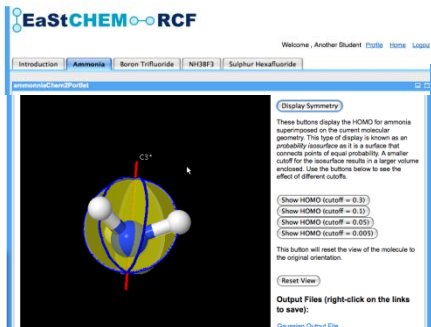 EaStCHEM RCF
Welcome , Another Student Profile Home Logou
Introduction Ammonia Boron Trifluoride NH3BF3 Sulphur Hexafluoride
ammonniaChem2Portlet
C3*
Display Symmetry
These buttons display the HOMO for ammonia
superimposed on the current molecular
geometry. This type of display is known as an
probability isosurface as it is a surface that
connects points of equal probability. A smaller
cutoff for the isosurface results in a larger volume
enclosed. Use the buttons below to see the
effect of different cutoffs.
Show HOMO (cutoff = 0.3)
Show HOMO (cutoff = 0.1)
Show HOMO (cutoff = 0.05)
Show HOMO (cutoff = 0.005)
This button will reset the view of the molecule to
the original orientation.
Reset View
Output Files (right-click on the links
to save):
Gaussian Output File